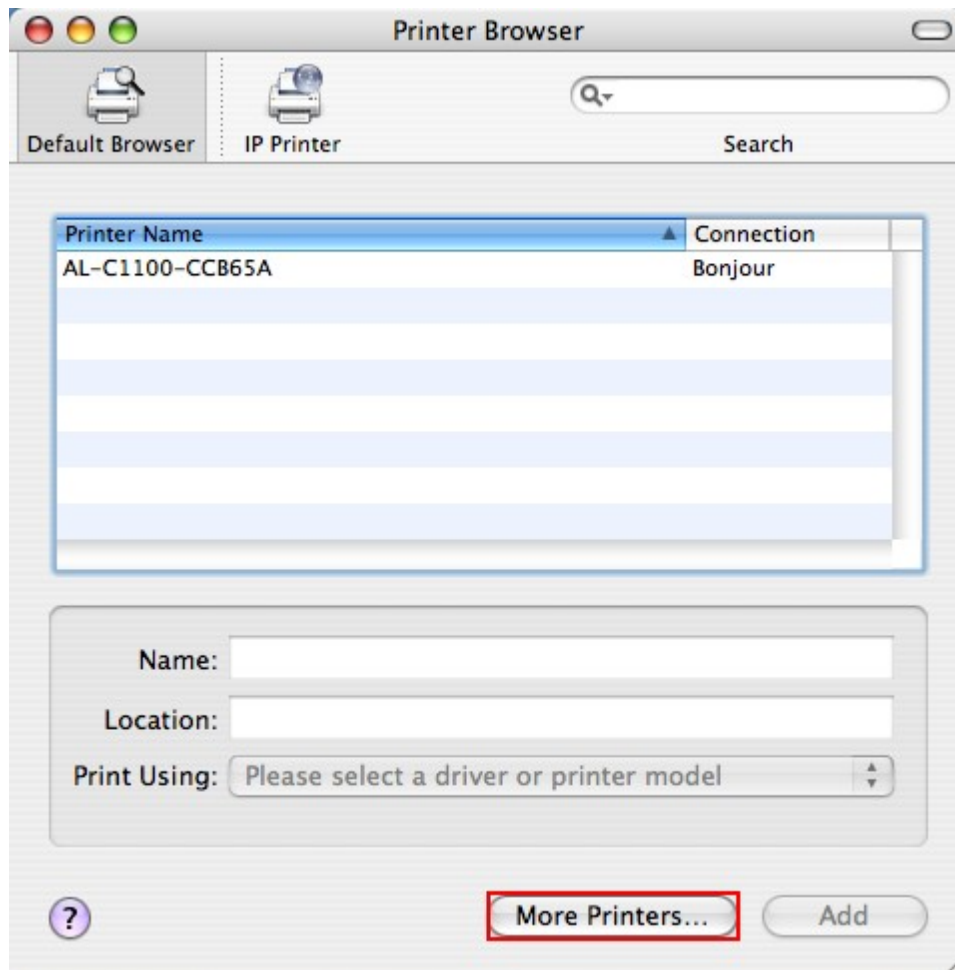 Printer Browser
Default Browser
IP Printer
Search
Printer Name
Connection
AL-C1100-CCB65A
Bonjour
Name:
Location:
Print Using:
Please select a driver or printer model
?
More Printers...
Add